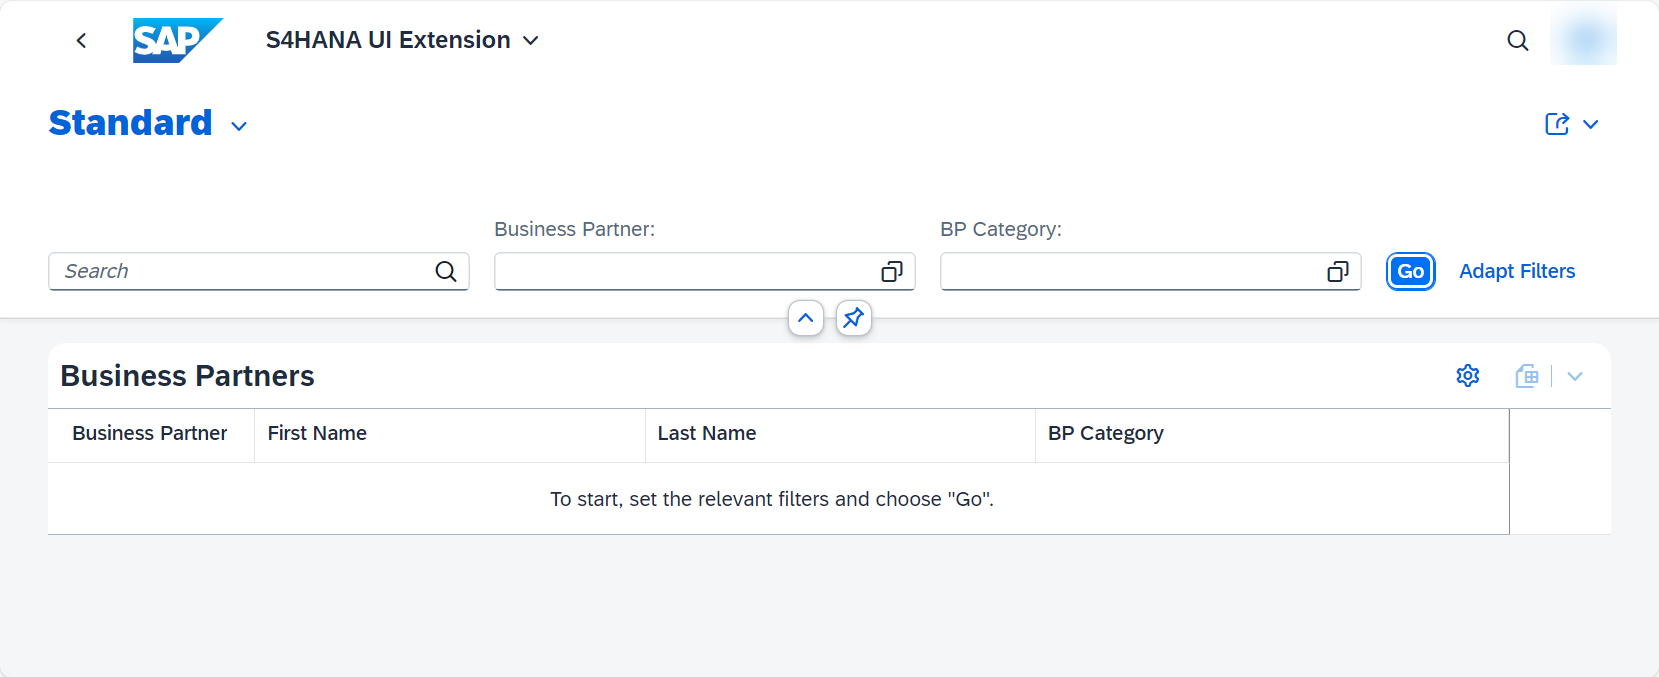 SAP
S4HANA UI Extension
Standard
Business Partner:
BP Category:
Search
Go
Adapt Filters
Business Partners
Business Partner
First Name
Last Name
BP Category
To start, set the relevant filters and choose "Go".